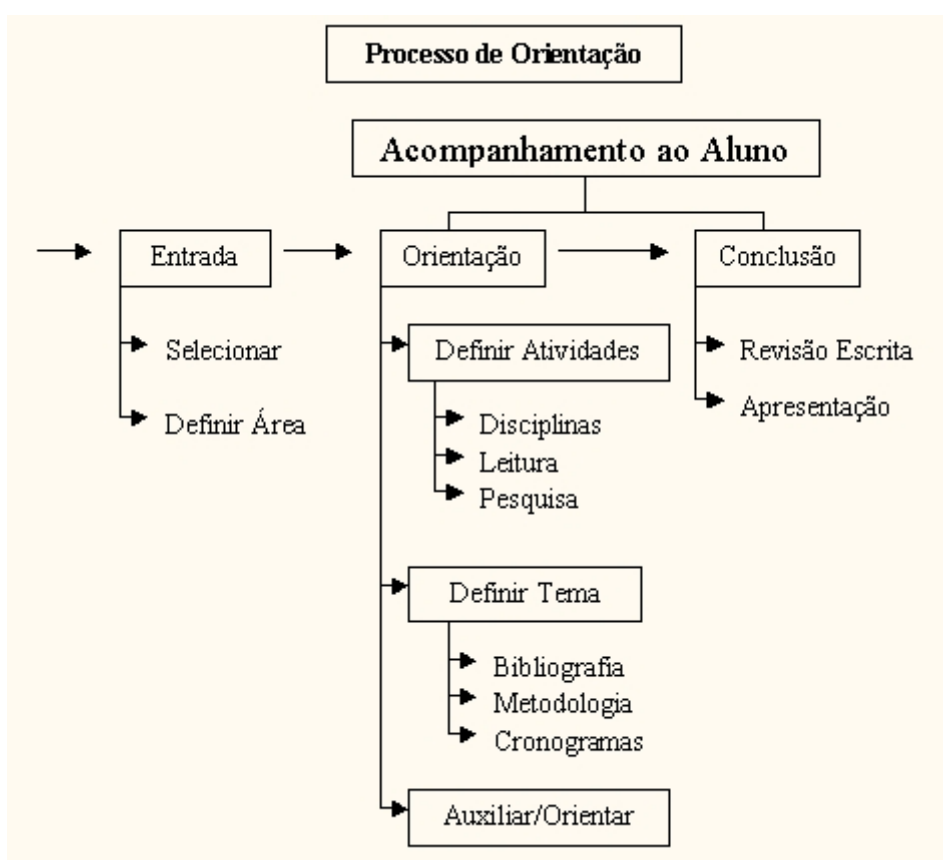 Processo de Orientação
Acompanhamento ao Aluno
Entrada
Selecionar
Definir Área
Orientação
Definir Atividades
Disciplinas
Leitura
Pesquisa
Definir Tema
Bibliografia
Metodologia
Cronogramas
Auxiliar/Orientar
Conclusão
Revisão Escrita
Apresentação